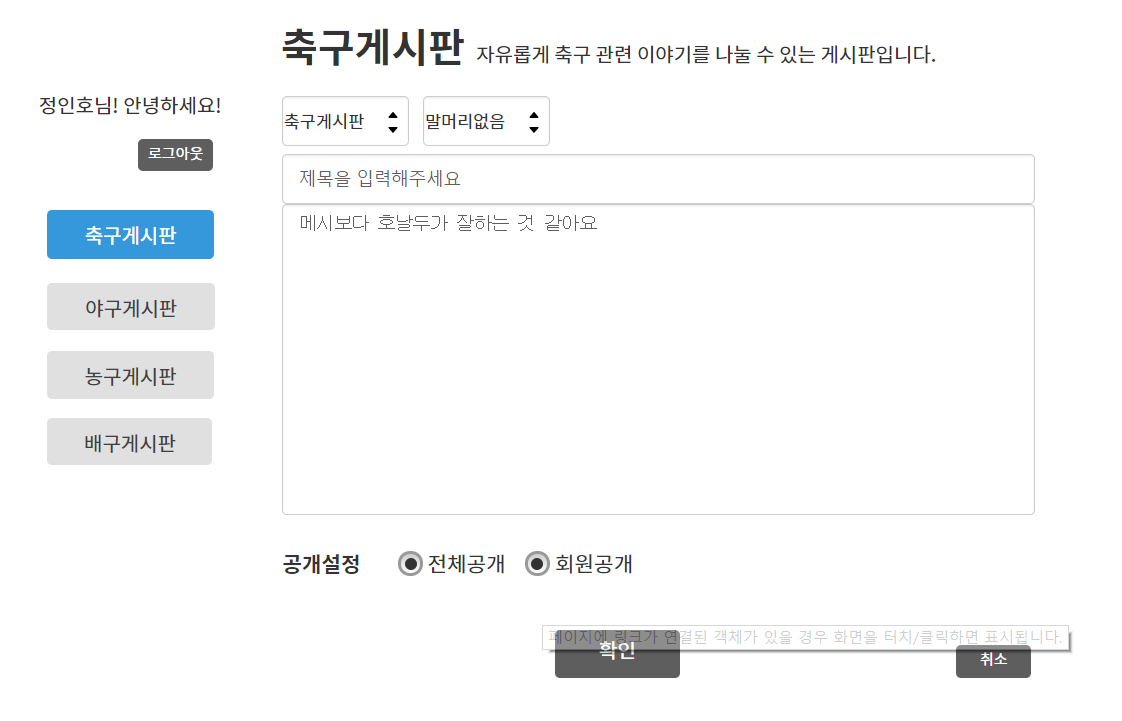 축구게시판 자유롭게 축구 관련 이야기를 나눌 수 있는 게시판입니다.
정인호님! 안녕하세요!
로그아웃
축구게시판
야구게시판
농구게시판
배구게시판
축구게시판 말머리없음
제목을 입력해주세요
메시보다 호날두가 잘하는 것 같아요
공개설정 전체공개 회원공개
페이지에 링크가 연결된 객체가 있을 경우 화면을 터치/클릭하면 표시됩니다.
확인
취소